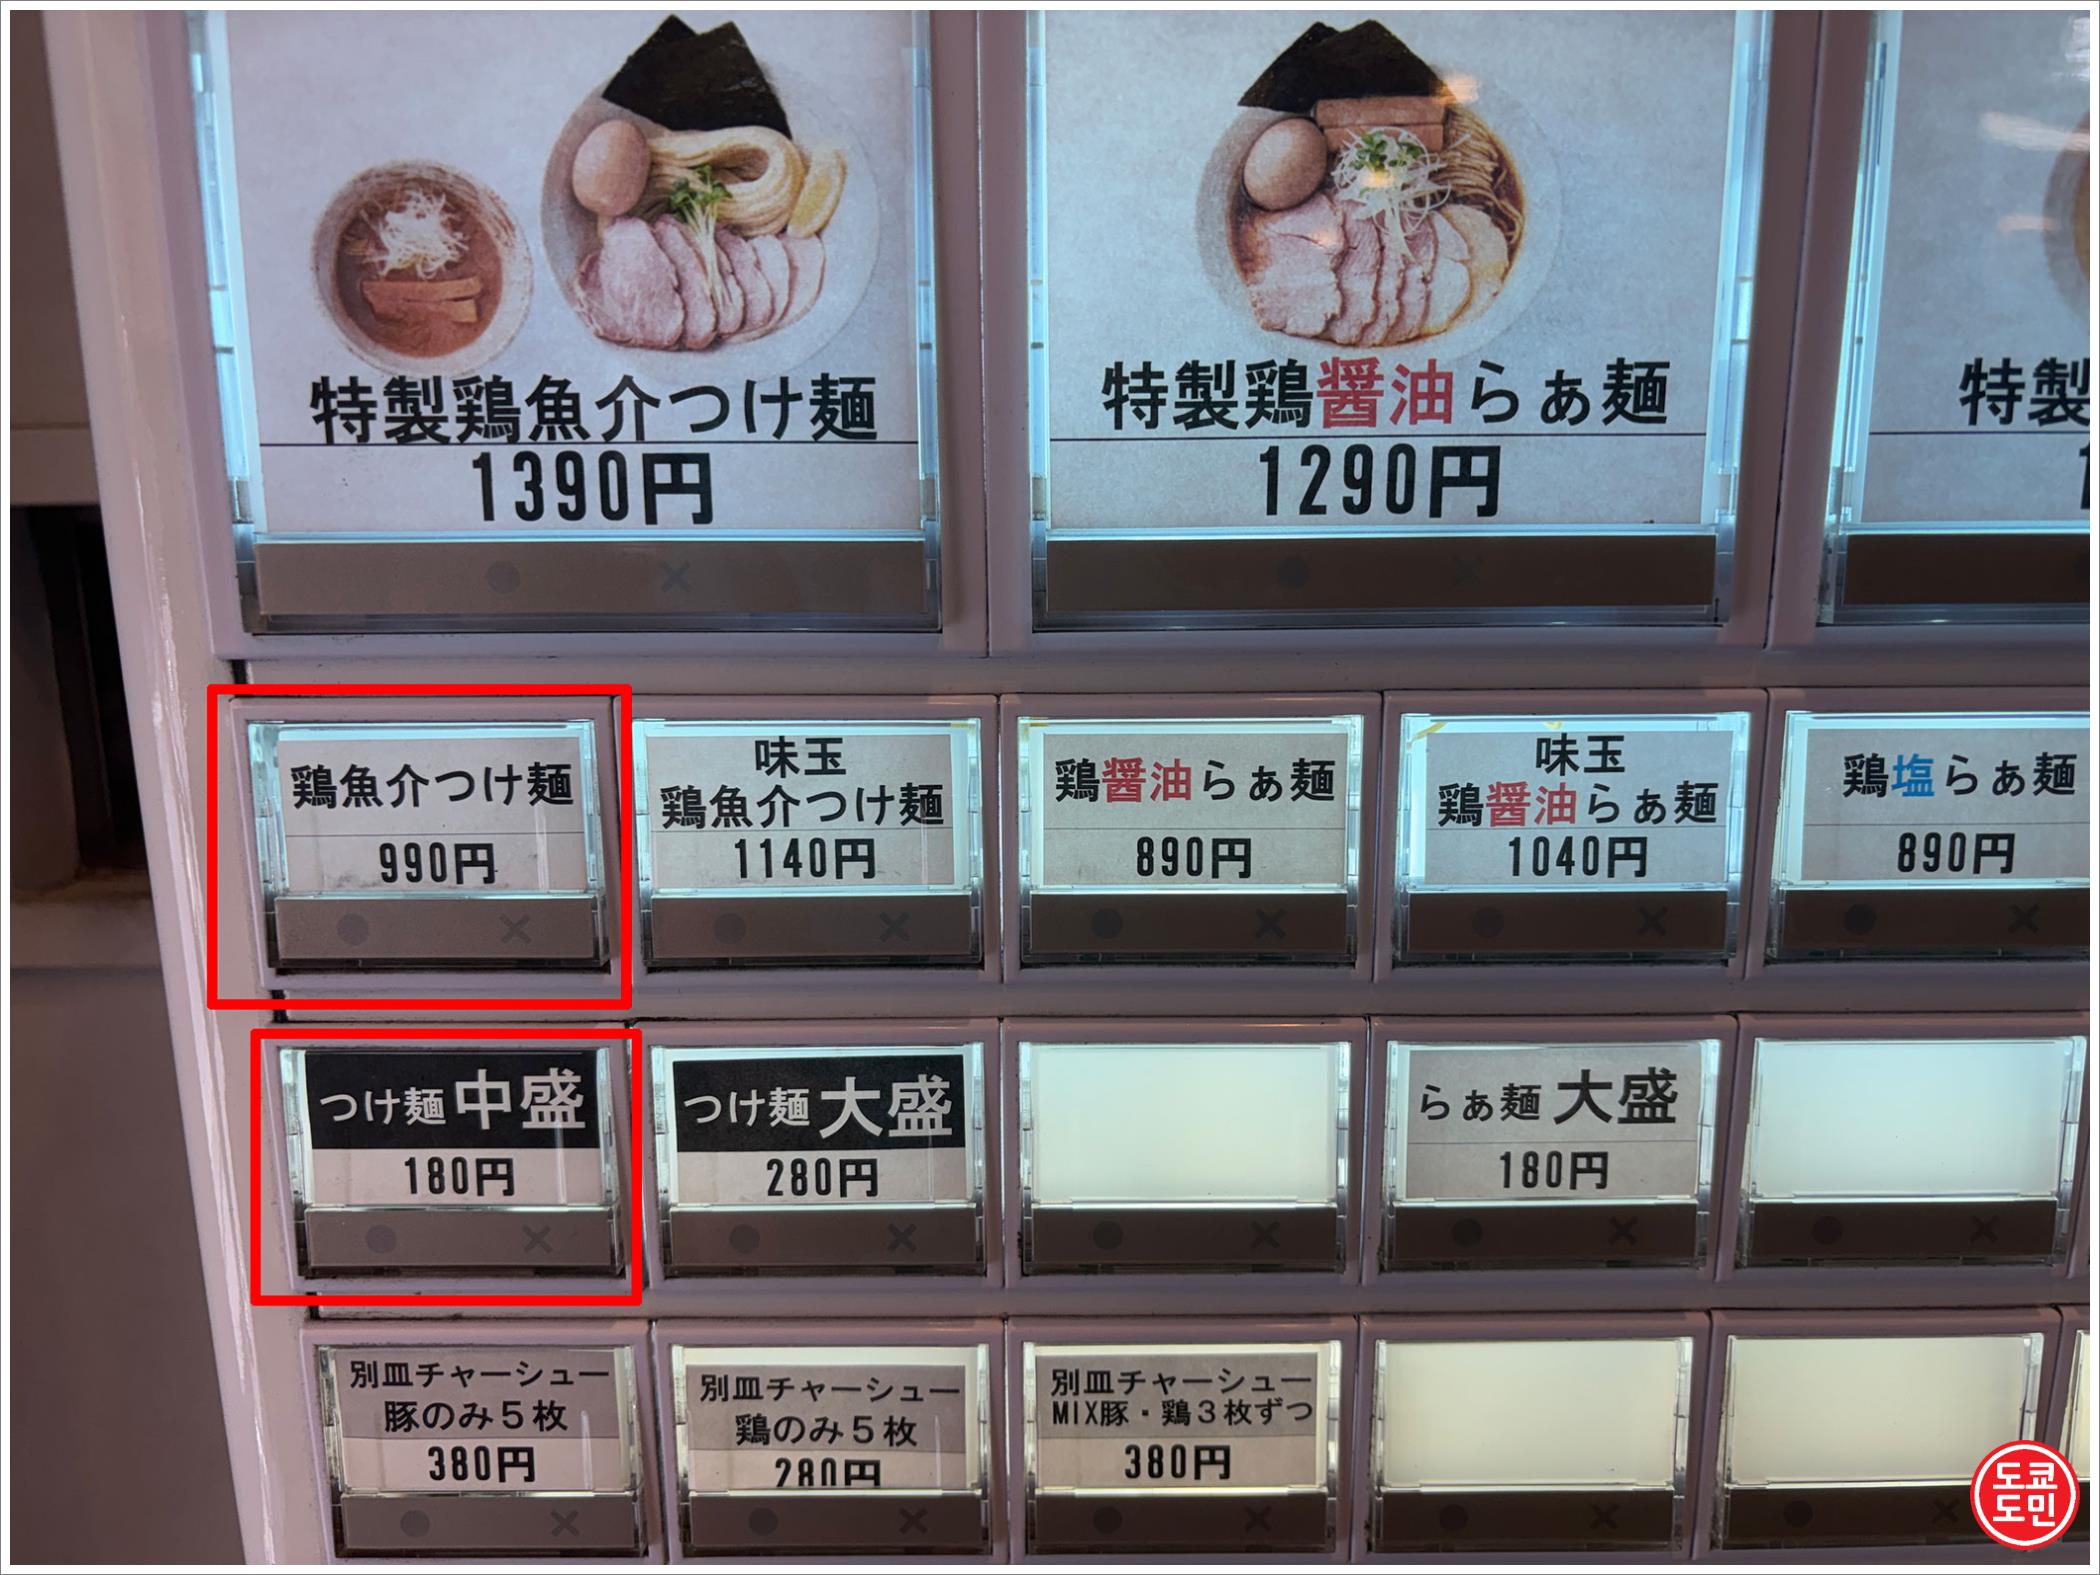 特製鶏魚介つけ麺
1390円
特製鶏醤油らぁ麺
1290円
特製
鶏魚介つけ麺
990円
味玉
鶏魚介つけ麺
1140円
鶏醤油らぁ麺
890円
味玉
鶏醤油らぁ麺
1040円
鶏塩らぁ麺
890円
つけ麺 中盛
180円
つけ麺 大盛
280円
らぁ麺 大盛
180円
別皿チャーシュー
豚のみ5枚
380円
別皿チャーシュー
鶏のみ5枚
280円
別皿チャーシュー
MIX豚・鶏3枚ずつ
380円
도쿄
도민